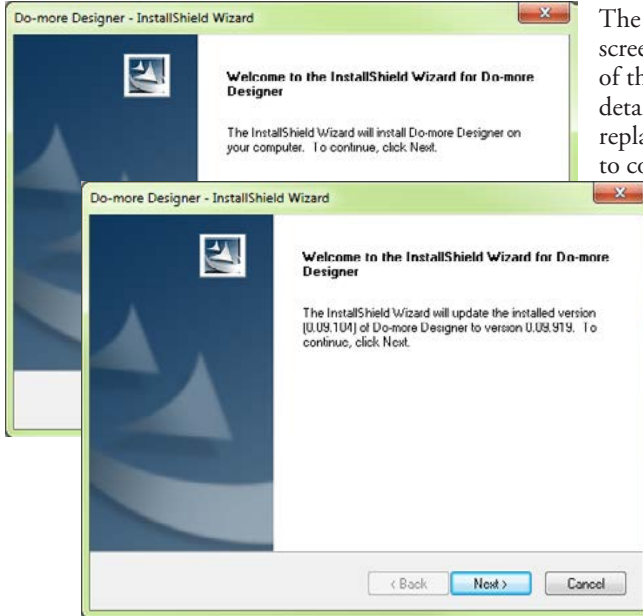 Do-more Designer - InstallShield Wizard
Welcome to the InstallShield Wizard for Do-more
Designer
The InstallShield Wizard will install Do-more Designer on
your computer. To continue, click Next.
The
of th
to co
Do-more Designer - InstallShield Wizard
Welcome to the InstallShield Wizard for Do-more
Designer
The InstallShield Wizard will update the installed version
(0.09.104) of Do-more Designer to version 0.09.919. To
continue, click Next.
< Back
Next >
Cancel